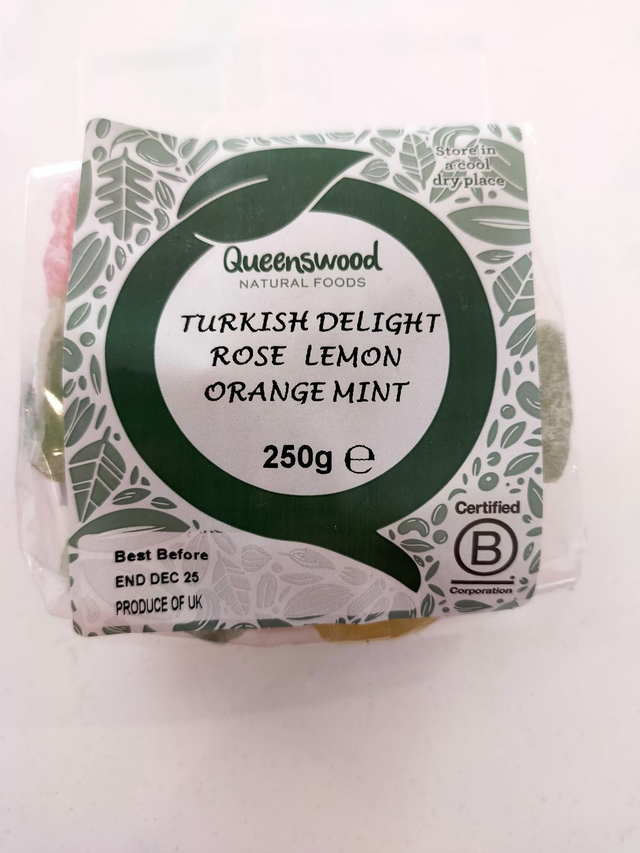 Store in
a cool
dry place
Queenswood
NATURAL FOODS
TURKISH DELIGHT
ROSE LEMON
ORANGE MINT
250g ℮
Certified
B
Corporation
Best Before
END DEC 25
PRODUCE OF UK